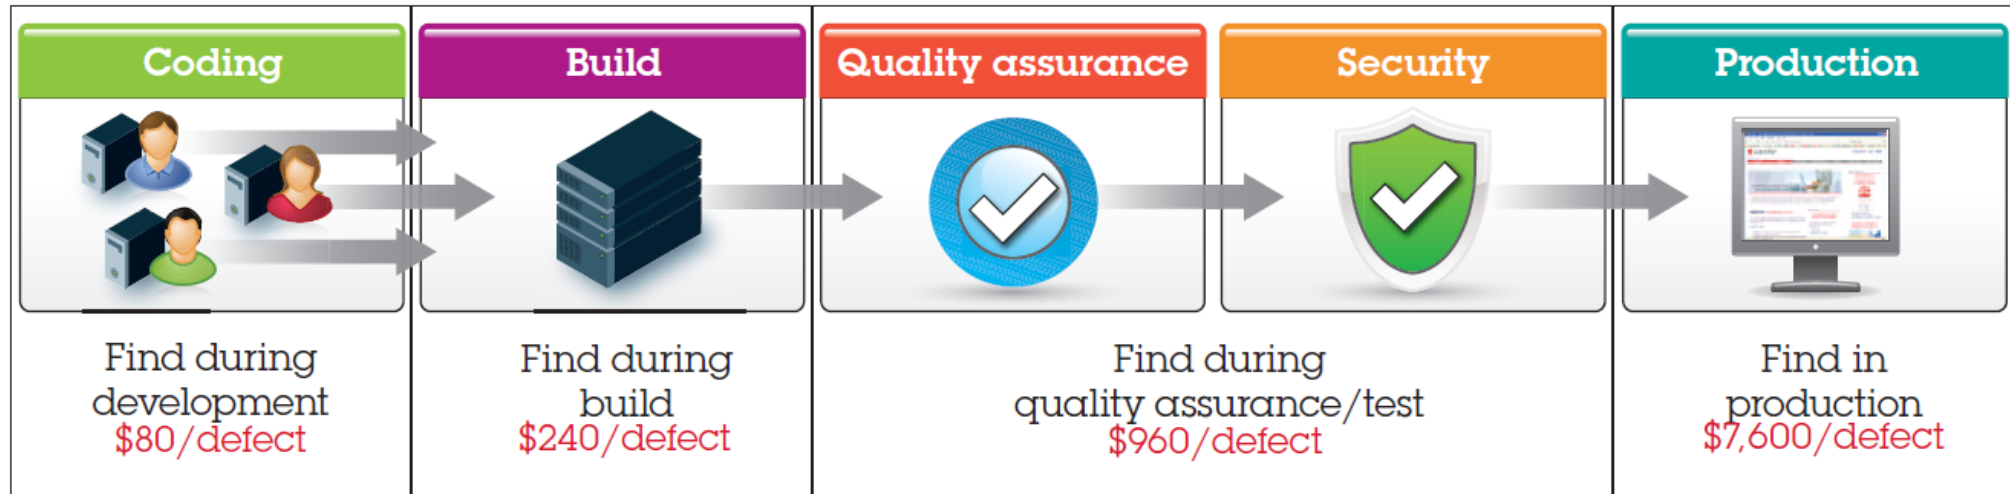 Coding
Build
Quality assurance
Security
Production
Find during
development
$80/defect
Find during
build
$240/defect
Find during
quality assurance/test
$960/defect
Find in
production
$7,600/defect